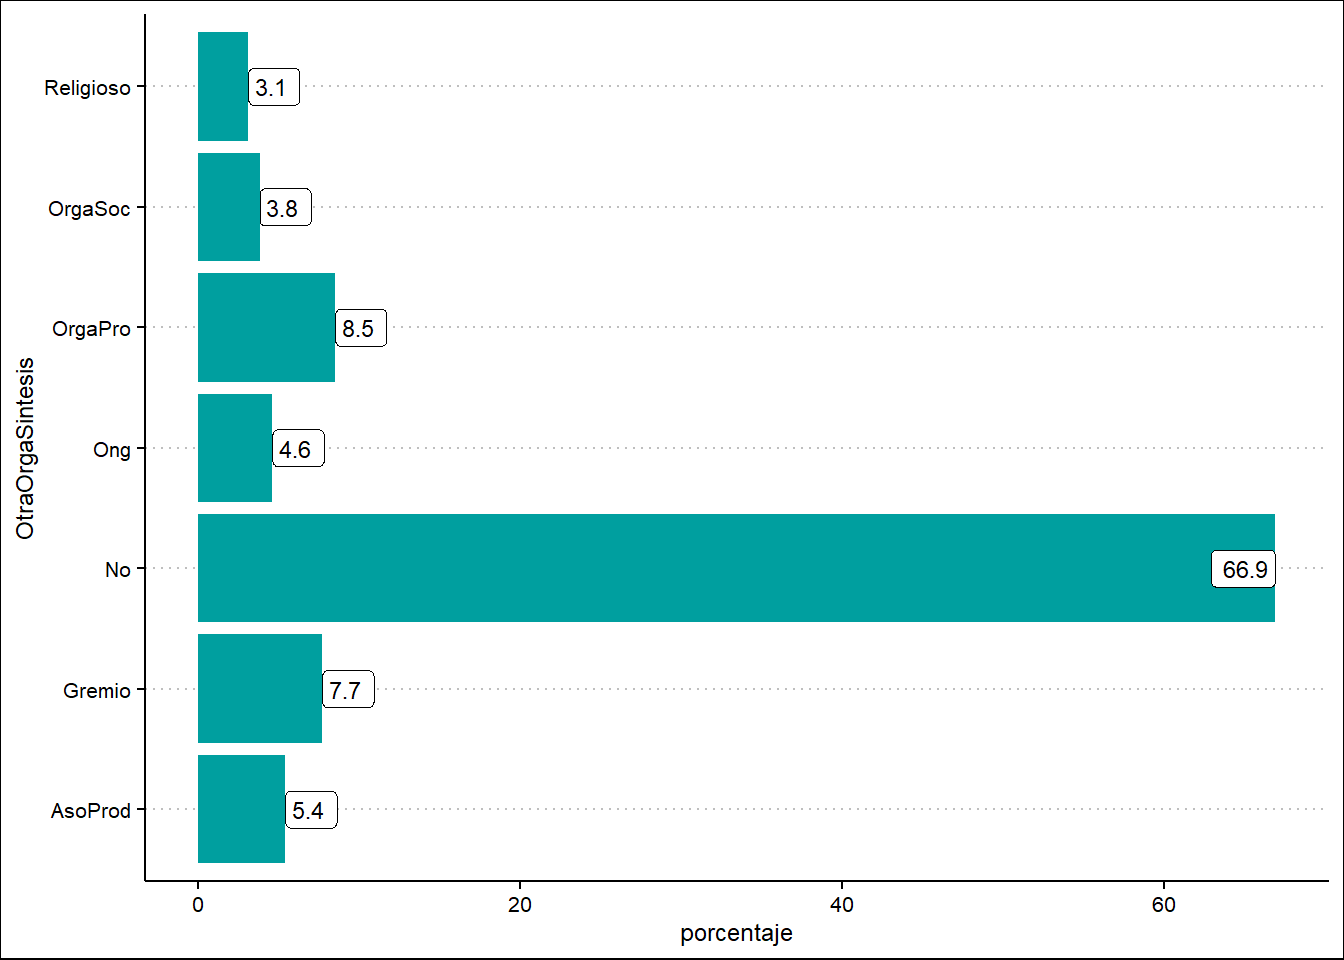 Religioso
3.1
OrgaSoc
3.8
OrgaPro
8.5
Ong
4.6
No
66.9
Gremio
7.7
AsoProd
5.4
OtraOrgaSintesis
0 20 40 60
porcentaje